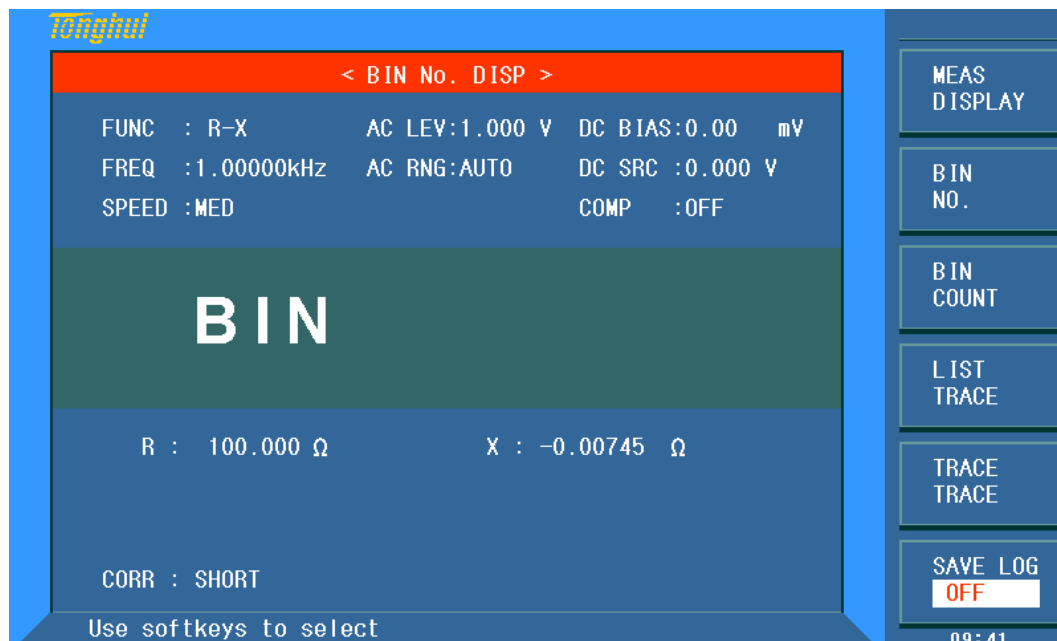 Tonghui
< BIN No. DISP >
FUNC : R-X AC LEV:1.000 V DC BIAS:0.00 mV
FREQ :1.00000kHz AC RNG:AUTO DC SRC :0.000 V
SPEED :MED COMP :OFF
BIN
R : 100.000 Ω X : -0.00745 Ω
CORR : SHORT
Use softkeys to select
MEAS
DISPLAY
BIN
NO.
BIN
COUNT
LIST
TRACE
TRACE
TRACE
SAVE LOG
OFF
09:41